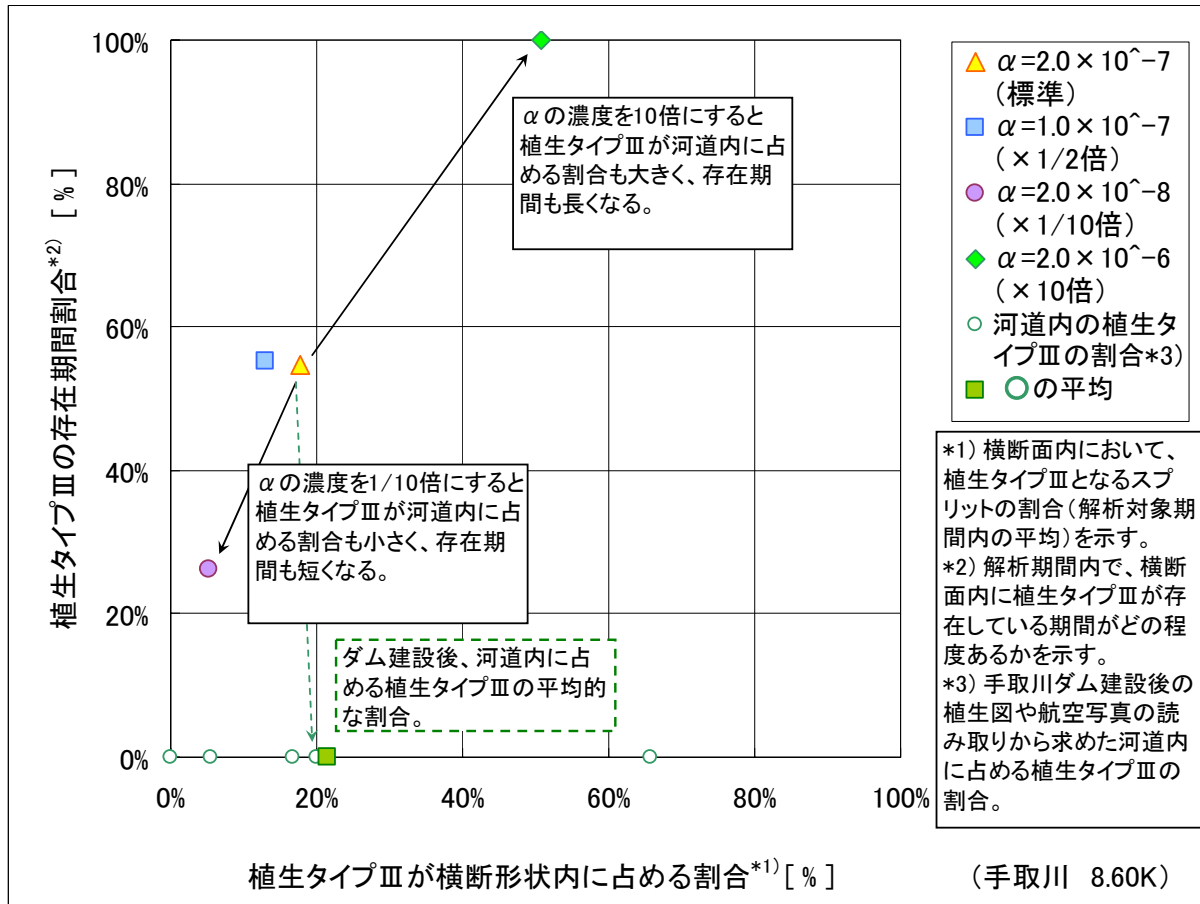 100%
80%
60%
40%
20%
0%
0%
20%
40%
60%
80%
100%
植生タイプⅢの存在期間割合*2) [%]
植生タイプⅢが横断形状内に占める割合*1)[%]
(手取川 8.60K)
αの濃度を10倍にすると
植生タイプⅢが河道内に占
める割合も大きく、存在期
間も長くなる。
αの濃度を1/10倍にすると
植生タイプⅢが河道内に占
める割合も小さく、存在期
間も短くなる。
ダム建設後、河道内に占
める植生タイプⅢの平均的
な割合。
α=2.0×10^-7
(標準)
α=1.0×10^-7
(×1/2倍)
α=2.0×10^-8
(×1/10倍)
α=2.0×10^-6
(×10倍)
河道内の植生タ
イプⅢの割合*3)
○の平均
*1) 横断面内において、
植生タイプⅢとなるスプ
リットの割合(解析対象期
間内の平均)を示す。
*2) 解析期間内で、横断
面内に植生タイプⅢが存
在している期間がどの程
度あるかを示す。
*3) 手取川ダム建設後の
植生図や航空写真の読
み取りから求めた河道内
に占める植生タイプⅢの
割合。